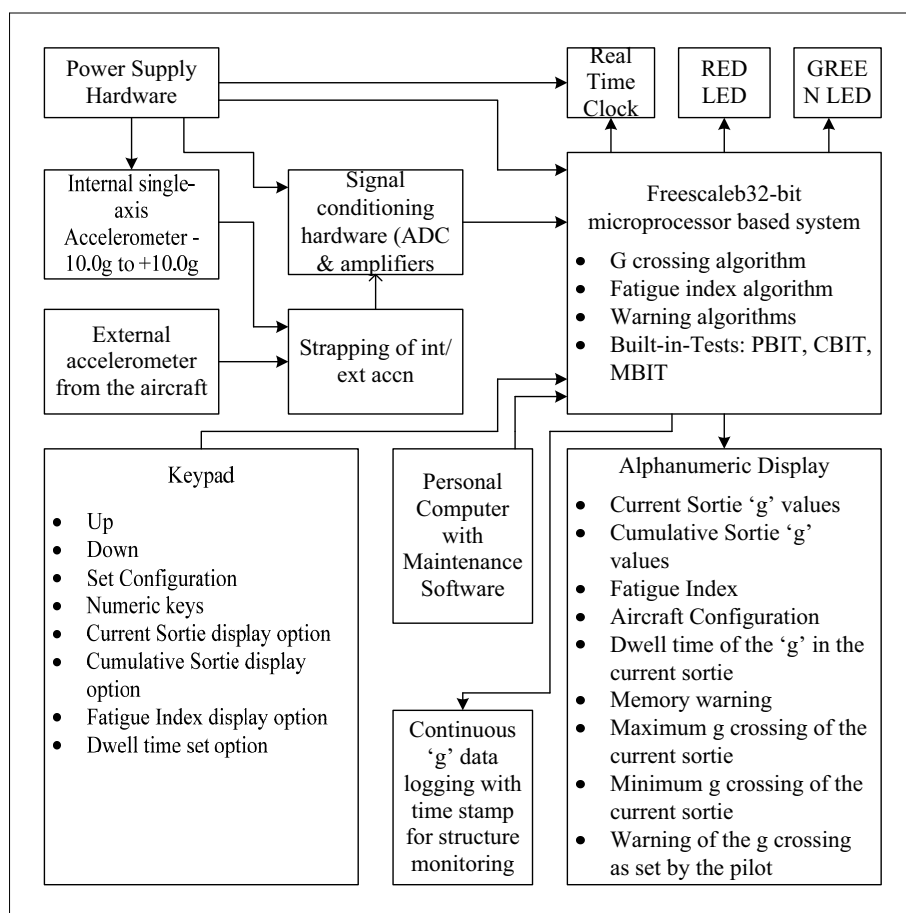 Power Supply
Hardware
Real
Time
Clock
RED
LED
GREE
N LED
Internal single-
axis
Accelerometer -
10.0g to +10.0g
Signal
conditioning
hardware (ADC
& amplifiers
Freescaleb32-bit
microprocessor based system
• G crossing algorithm
• Fatigue index algorithm
• Warning algorithms
• Built-in-Tests: PBIT, CBIT,
MBIT
External
accelerometer
from the aircraft
Strapping of int/
ext accn
Keypad
• Up
• Down
• Set Configuration
• Numeric keys
• Current Sortie display option
• Cumulative Sortie display
option
• Fatigue Index display option
• Dwell time set option
Personal
Computer
with
Maintenance
Software
Continuous
‘g’ data
logging with
time stamp
for structure
monitoring
Alphanumeric Display
• Current Sortie ‘g’ values
• Cumulative Sortie ‘g’
values
• Fatigue Index
• Aircraft Configuration
• Dwell time of the ‘g’ in the
current sortie
• Memory warning
• Maximum g crossing of the
current sortie
• Minimum g crossing of the
current sortie
• Warning of the g crossing
as set by the pilot